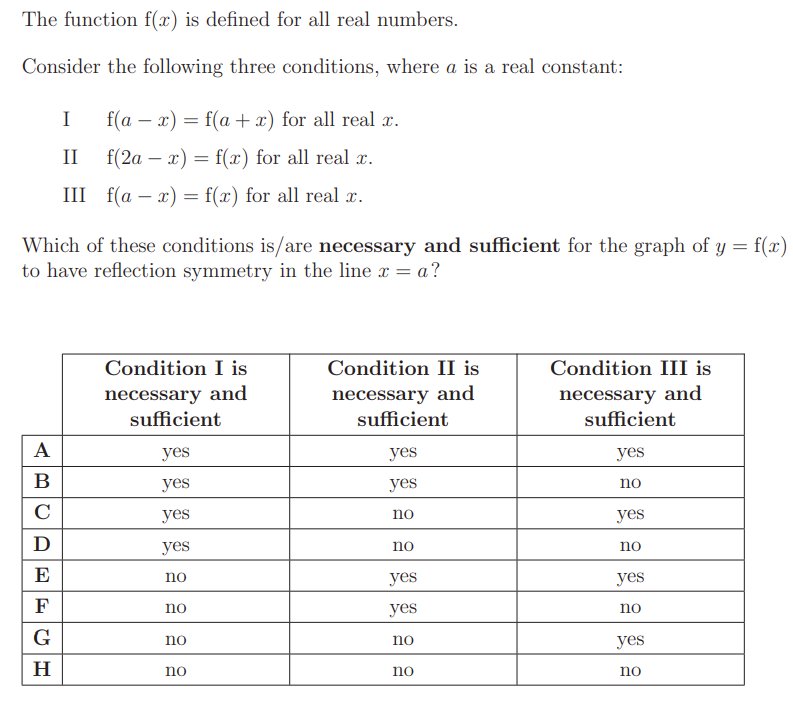 The function f(x) is defined for all real numbers.
Consider the following three conditions, where a is a real constant:
I f(a − x) = f(a + x) for all real x.
II f(2a − x) = f(x) for all real x.
III f(a − x) = f(x) for all real x.
Which of these conditions is/are necessary and sufficient for the graph of y = f(x)
to have reflection symmetry in the line x = a?
Condition I is Condition II is Condition III is
necessary and necessary and necessary and
sufficient sufficient sufficient
A yes yes yes
B yes yes no
C yes no yes
D yes no no
E no yes yes
F no yes no
G no no yes
H no no no